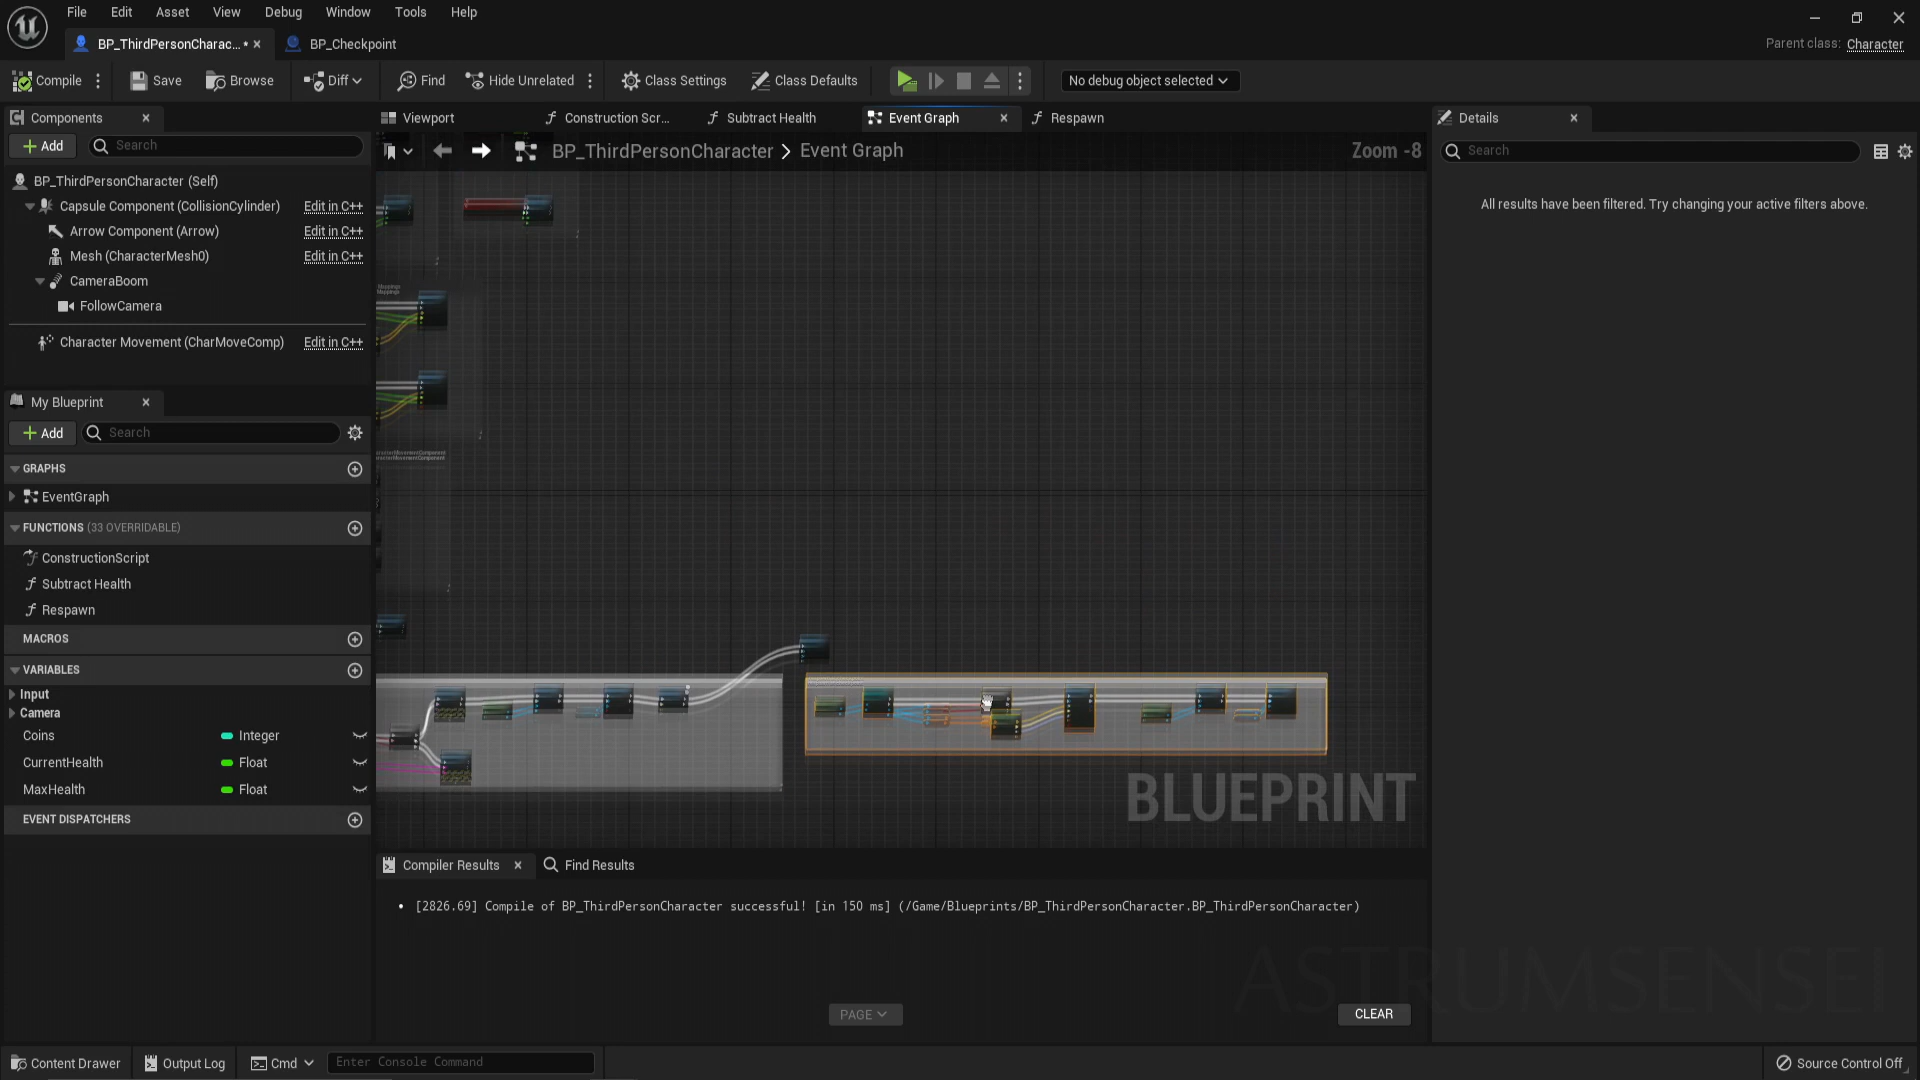 File Edit Asset View Debug Window Tools Help
BP_ThirdPersonCharac... •
BP_Checkpoint
Parent class: Character
Compile
Save
Browse
Diff
Find
Hide Unrelated
Class Settings
Class Defaults
No debug object selected
Components
Viewport
Construction Scr...
Subtract Health
Event Graph
Respawn
Details
+ Add
Search
BP_ThirdPersonCharacter > Event Graph
Zoom -8
Search
BP_ThirdPersonCharacter (Self)
Capsule Component (CollisionCylinder) Edit in C++
Arrow Component (Arrow) Edit in C++
Mesh (CharacterMesh0) Edit in C++
CameraBoom
FollowCamera
Character Movement (CharMoveComp) Edit in C++
All results have been filtered. Try changing your active filters above.
My Blueprint
+ Add
Search
GRAPHS
EventGraph
FUNCTIONS (33 OVERRIDABLE)
ConstructionScript
Subtract Health
Respawn
MACROS
VARIABLES
Input
Camera
Coins Integer
CurrentHealth Float
MaxHealth Float
EVENT DISPATCHERS
BLUEPRINT
Compiler Results
Find Results
• [2826.69] Compile of BP_ThirdPersonCharacter successful! [in 150 ms] (/Game/Blueprints/BP_ThirdPersonCharacter.BP_ThirdPersonCharacter)
ASTRUMSENSEI
PAGE
CLEAR
Content Drawer
Output Log
Cmd
Enter Console Command
Source Control Off